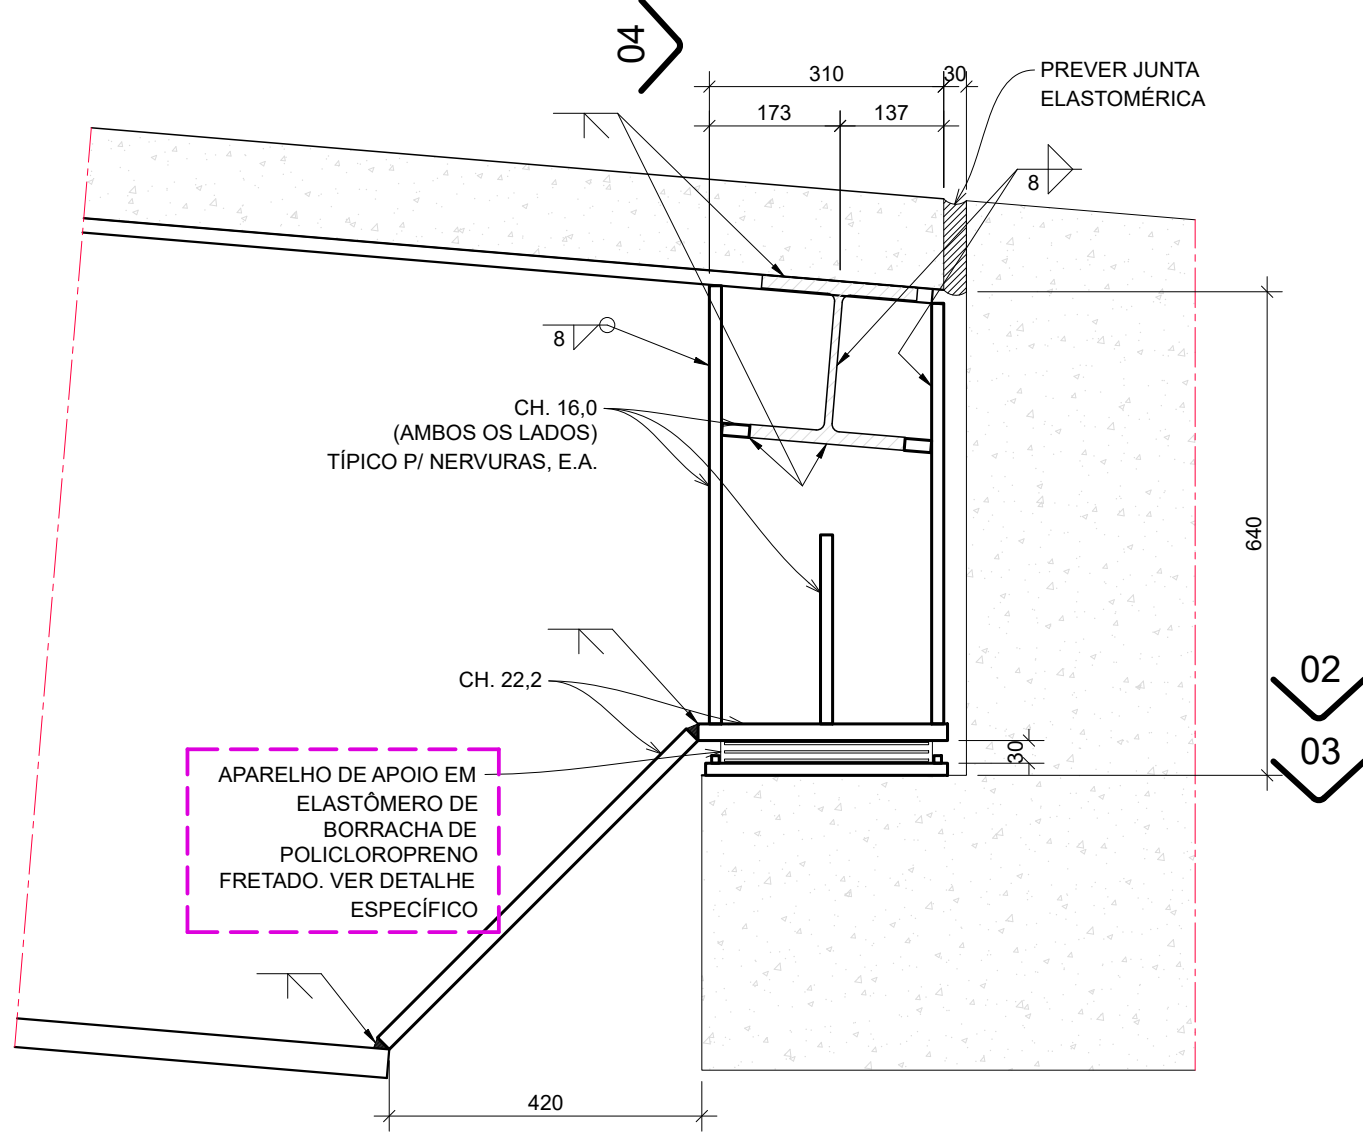 04
310
30
PREVER JUNTA
ELASTOMÉRICA
173
137
8
8
CH. 16,0
(AMBOS OS LADOS)
TÍPICO P/ NERVURAS, E.A.
640
CH. 22,2
02
30
03
APARELHO DE APOIO EM
ELASTÔMERO DE
BORRACHA DE
POLICLOROPRENO
FRETADO. VER DETALHE
ESPECÍFICO
420